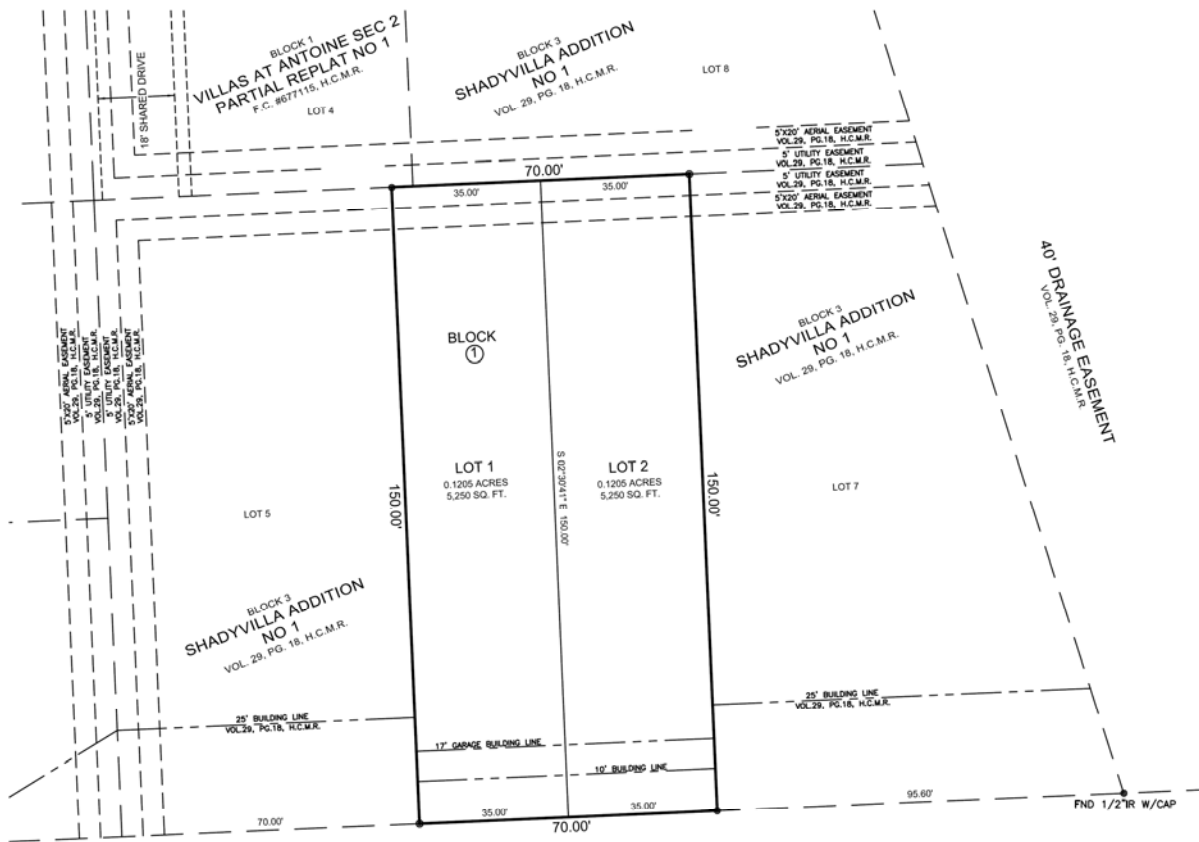 18' SHARED DRIVE
BLOCK 1
VILLAS AT ANTOINE SEC 2
PARTIAL REPLAT NO 1
F.C. #677115, H.C.M.R.
LOT 4
BLOCK 3
SHADYVILLA ADDITION
NO 1
VOL. 29, PG. 18, H.C.M.R.
LOT 8
5'X20' AERIAL EASEMENT
VOL.29, PG.18, H.C.M.R.
5' UTILITY EASEMENT
VOL.29, PG.18, H.C.M.R.
5' UTILITY EASEMENT
VOL.29, PG.18, H.C.M.R.
5'X20' AERIAL EASEMENT
VOL.29, PG.18, H.C.M.R.
70.00'
35.00'
35.00'
40' DRAINAGE EASEMENT
VOL. 29, PG. 18, H.C.M.R.
BLOCK
1
BLOCK 3
SHADYVILLA ADDITION
NO 1
VOL. 29, PG. 18, H.C.M.R.
5'X20' AERIAL EASEMENT
VOL.29, PG.18, H.C.M.R.
5' UTILITY EASEMENT
VOL.29, PG.18, H.C.M.R.
5' UTILITY EASEMENT
VOL.29, PG.18, H.C.M.R.
5'X20' AERIAL EASEMENT
VOL.29, PG.18, H.C.M.R.
LOT 5
150.00'
LOT 1
0.1205 ACRES
5,250 SQ. FT.
S 02°30'41" E 150.00'
LOT 2
0.1205 ACRES
5,250 SQ. FT.
150.00'
LOT 7
BLOCK 3
SHADYVILLA ADDITION
NO 1
VOL. 29, PG. 18, H.C.M.R.
25' BUILDING LINE
VOL.29, PG.18, H.C.M.R.
25' BUILDING LINE
VOL.29, PG.18, H.C.M.R.
17' GARAGE BUILDING LINE
10' BUILDING LINE
70.00'
35.00'
35.00'
70.00'
95.60'
FND 1/2"IR W/CAP